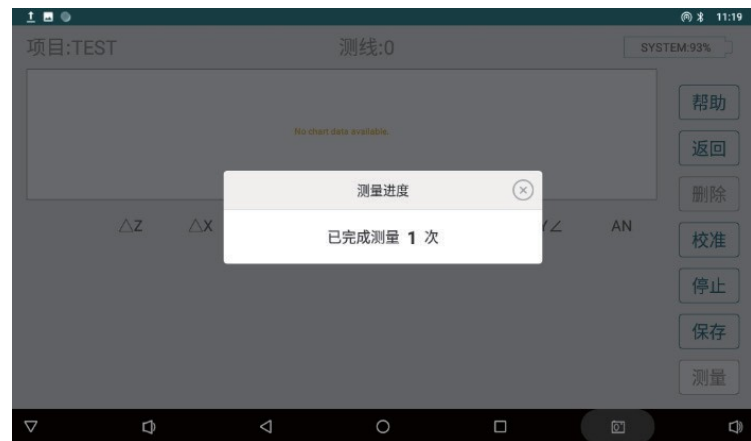 11:19
项目:TEST
测线:0
SYSTEM:93%
No chart data available.
帮助
返回
删除
校准
停止
保存
测量
测量进度
已完成测量 1 次
△Z
△X
Y∠
AN